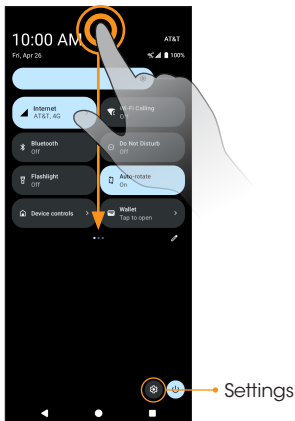 10:00 AM
AT&T
Fri, Apr 26
4G 100%
Internet
AT&T, 4G
Wi-Fi Calling
Off
Bluetooth
Off
Do Not Disturb
Off
Flashlight
Off
Auto-rotate
On
Device controls
Wallet
Tap to open
Settings